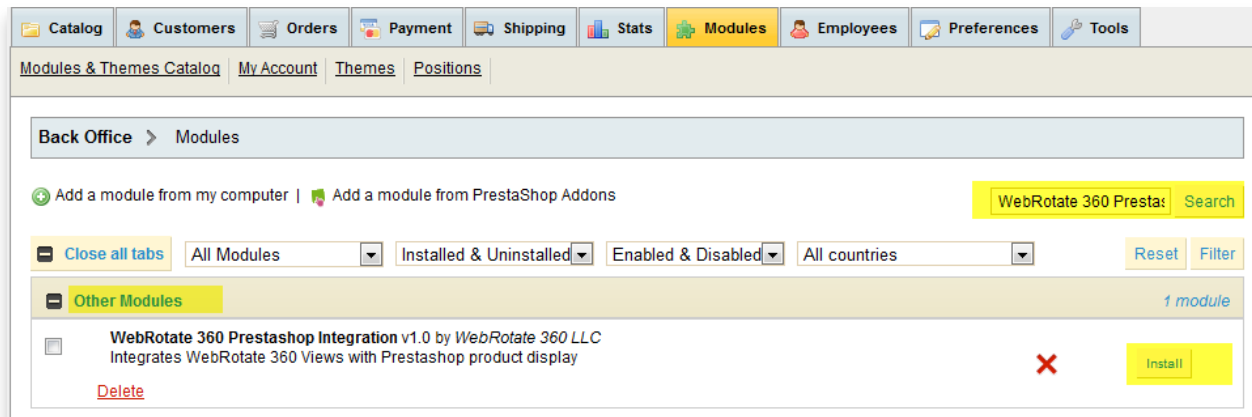 Catalog Customers Orders Payment Shipping Stats Modules Employees Preferences Tools
Modules & Themes Catalog My Account Themes Positions
Back Office > Modules
Add a module from my computer | Add a module from PrestaShop Addons
WebRotate 360 Prestas Search
Close all tabs All Modules Installed & Uninstalled Enabled & Disabled All countries Reset Filter
Other Modules 1 module
WebRotate 360 Prestashop Integration v1.0 by WebRotate 360 LLC
Integrates WebRotate 360 Views with Prestashop product display
Install
Delete